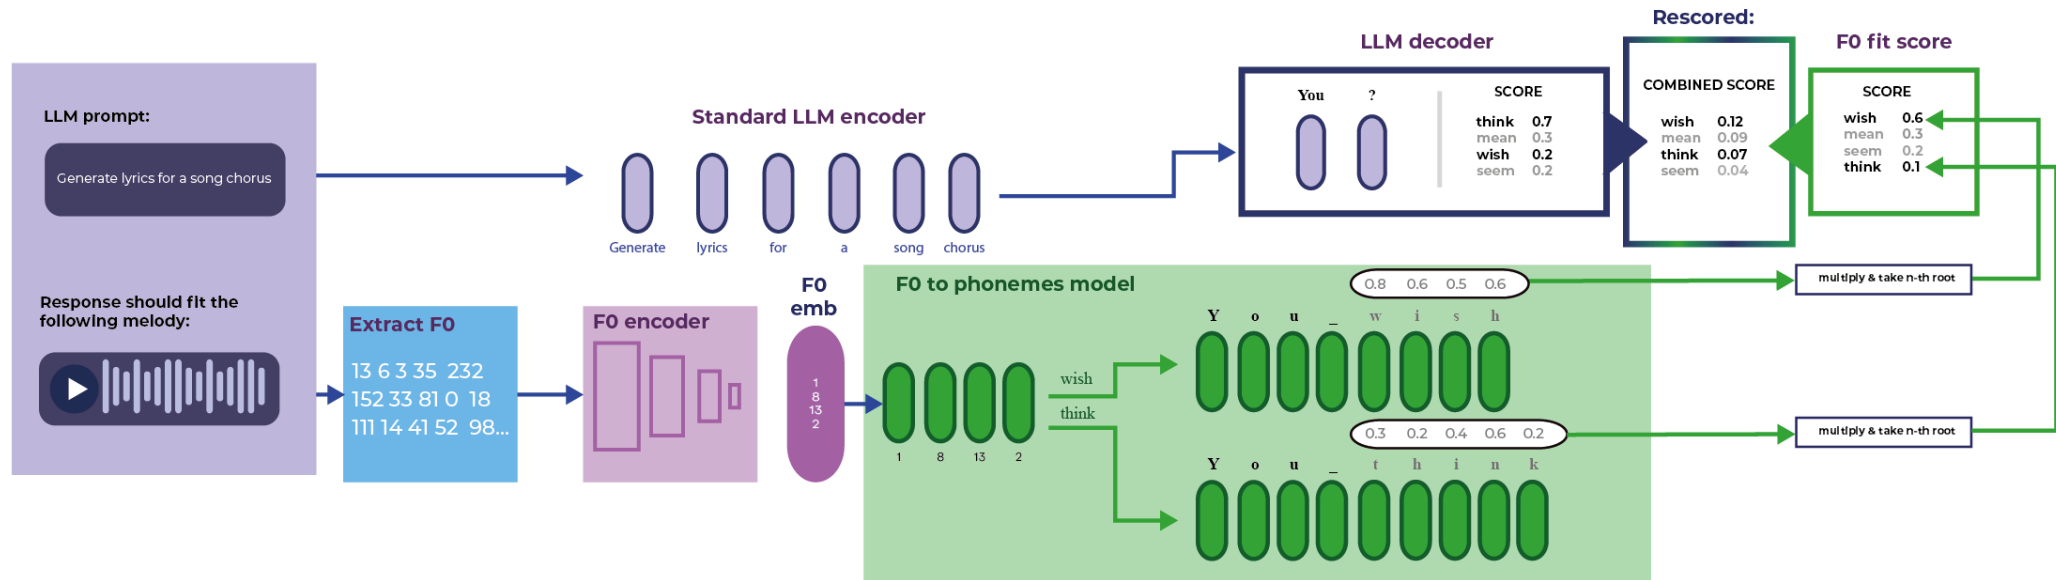 LLM prompt:
Generate lyrics for a song chorus
Response should fit the
following melody:
Extract F0
13 6 3 35 232
152 33 81 0 18
111 14 41 52 98...
Standard LLM encoder
Generate lyrics for a song chorus
F0 encoder
F0
emb
1
8
13
2
F0 to phonemes model
1 8 13 2
wish
think
0.8 0.6 0.5 0.6
Y o u _ w i s h
0.3 0.2 0.4 0.6 0.2
Y o u _ t h i n k
LLM decoder
You ?
SCORE
think 0.7
mean 0.3
wish 0.2
seem 0.2
Rescored:
COMBINED SCORE
wish 0.12
mean 0.09
think 0.07
seem 0.04
F0 fit score
SCORE
wish 0.6
mean 0.3
seem 0.2
think 0.1
multiply & take n-th root
multiply & take n-th root